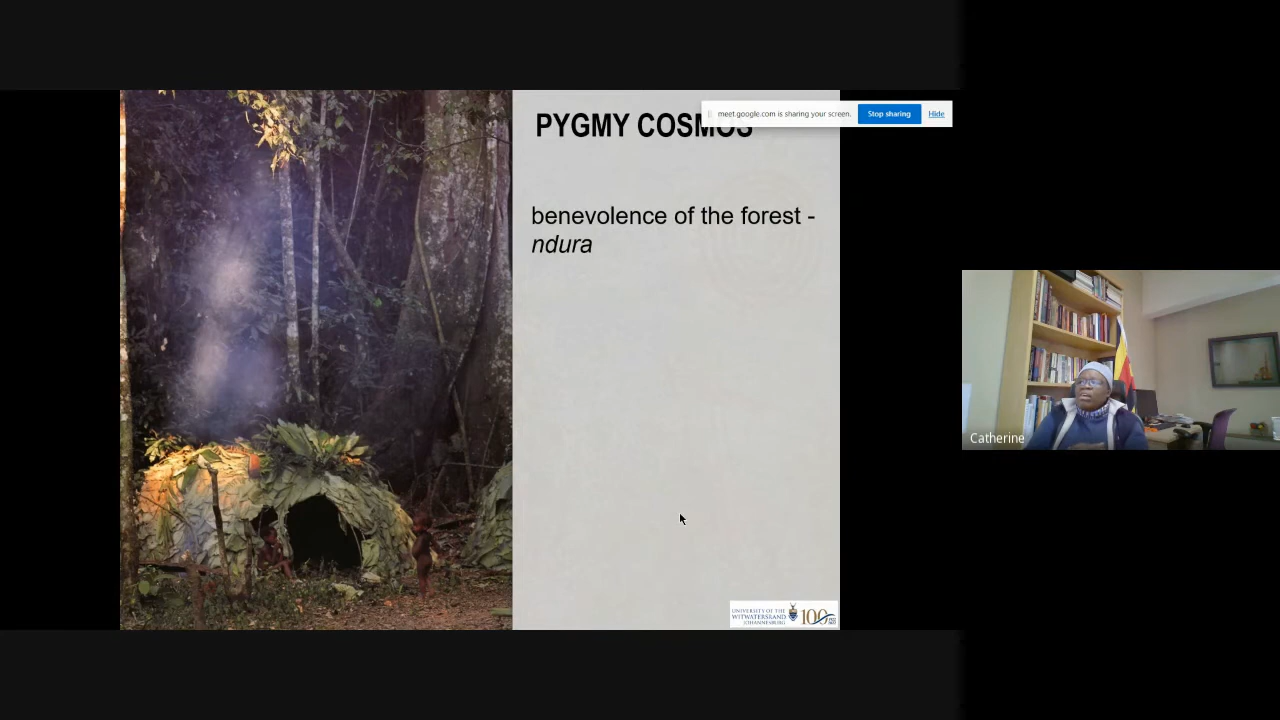 PYGMY COSMOS
meet.google.com is sharing your screen.
Stop sharing
Hide
benevolence of the forest -
ndura
Catherine
UNIVERSITY OF THE
WITWATERSRAND
JOHANNESBURG
100